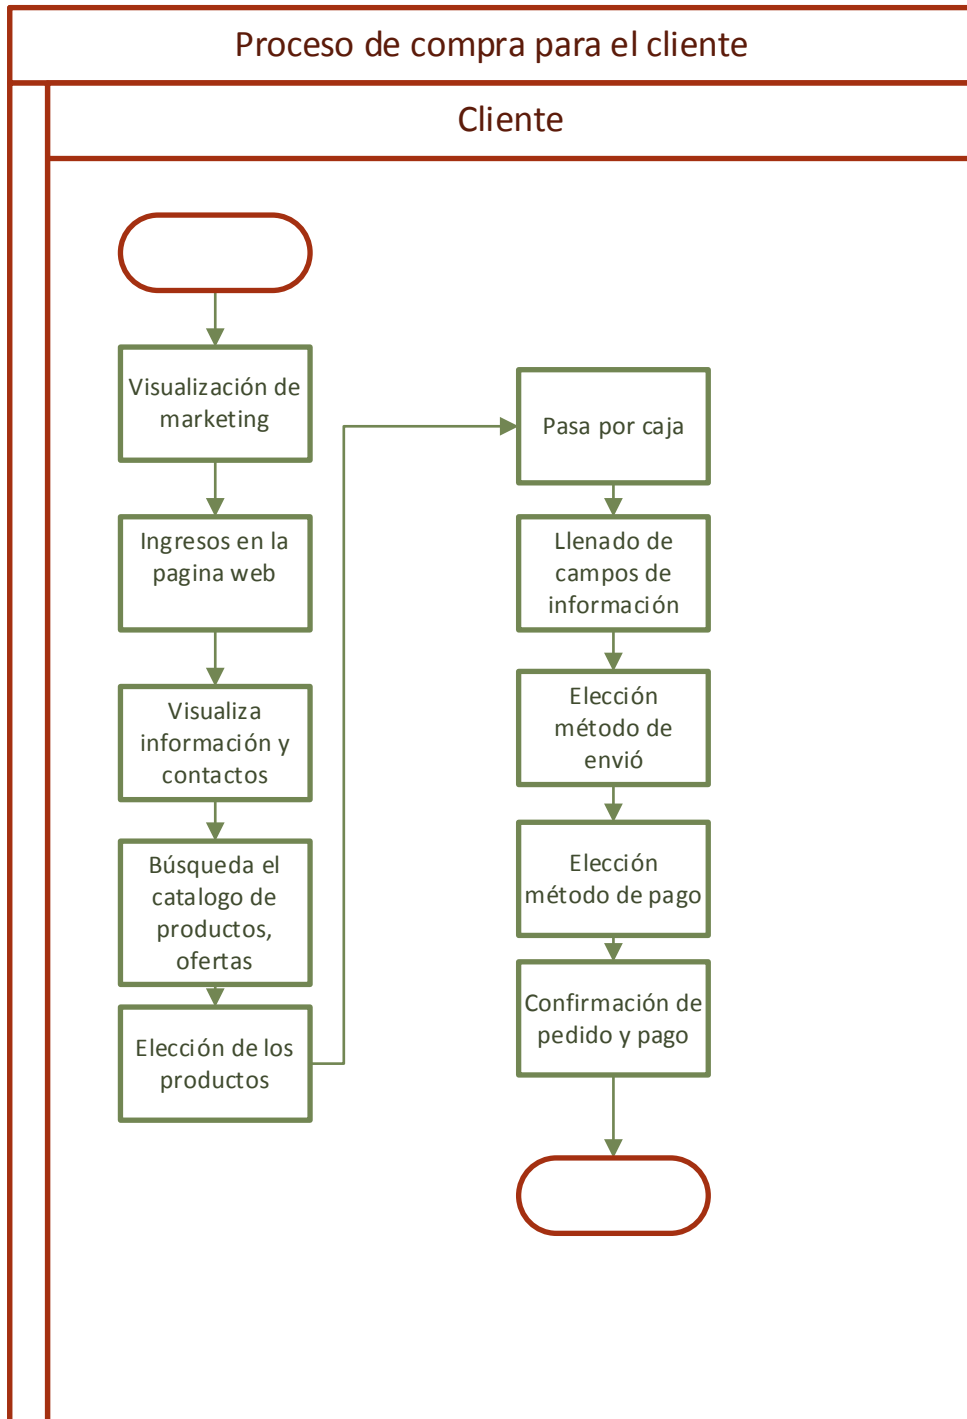 Proceso de compra para el cliente
Cliente
Visualización de
marketing
Ingresos en la
pagina web
Visualiza
información y
contactos
Búsqueda el
catalogo de
productos,
ofertas
Elección de los
productos
Pasa por caja
Llenado de
campos de
información
Elección
método de
envió
Elección
método de pago
Confirmación de
pedido y pago